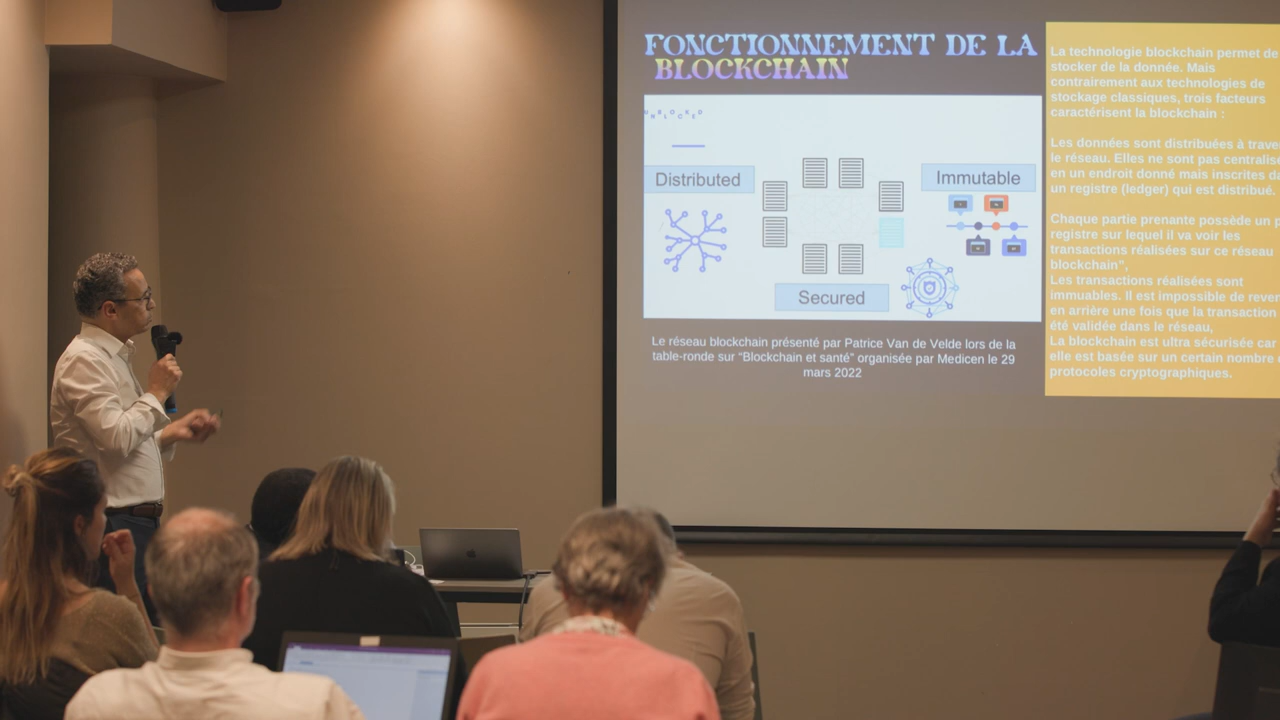 FONCTIONNEMENT DE LA
BLOCKCHAIN
UNBLOCKED
Distributed
Immutable
Secured
Le réseau blockchain présenté par Patrice Van de Velde lors de la
table-ronde sur “Blockchain et santé” organisée par Medicen le 29
mars 2022
La technologie blockchain permet de
stocker de la donnée. Mais
contrairement aux technologies de
stockage classiques, trois facteurs
caractérisent la blockchain :
Les données sont distribuées à
le réseau. Elles ne sont pas
en un endroit donné mais inscrites
un registre (ledger) qui est distribué.
Chaque partie prenante possède un
registre sur lequel il va voir les
transactions réalisées sur ce réseau
blockchain”,
Les transactions réalisées sont
immuables. Il est impossible de
en arrière une fois que la transaction
été validée dans le réseau,
La blockchain est ultra sécurisée car
elle est basée sur un certain nombre
protocoles cryptographiques.